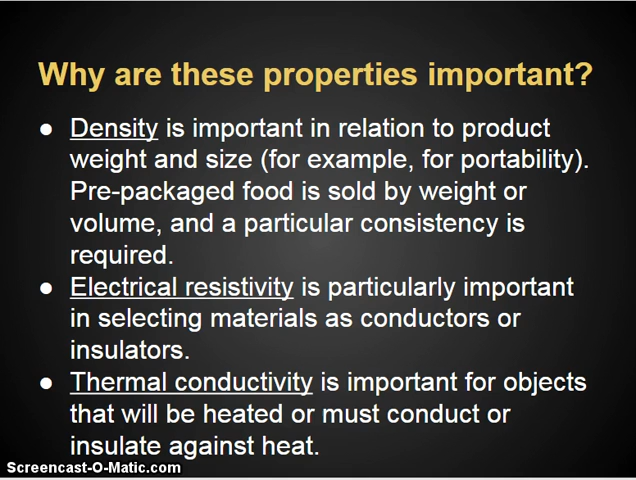 Why are these properties important?
● Density is important in relation to product
weight and size (for example, for portability).
Pre-packaged food is sold by weight or
volume, and a particular consistency is
required.
● Electrical resistivity is particularly important
in selecting materials as conductors or
insulators.
● Thermal conductivity is important for objects
that will be heated or must conduct or
insulate against heat.
Screencast-O-Matic.com